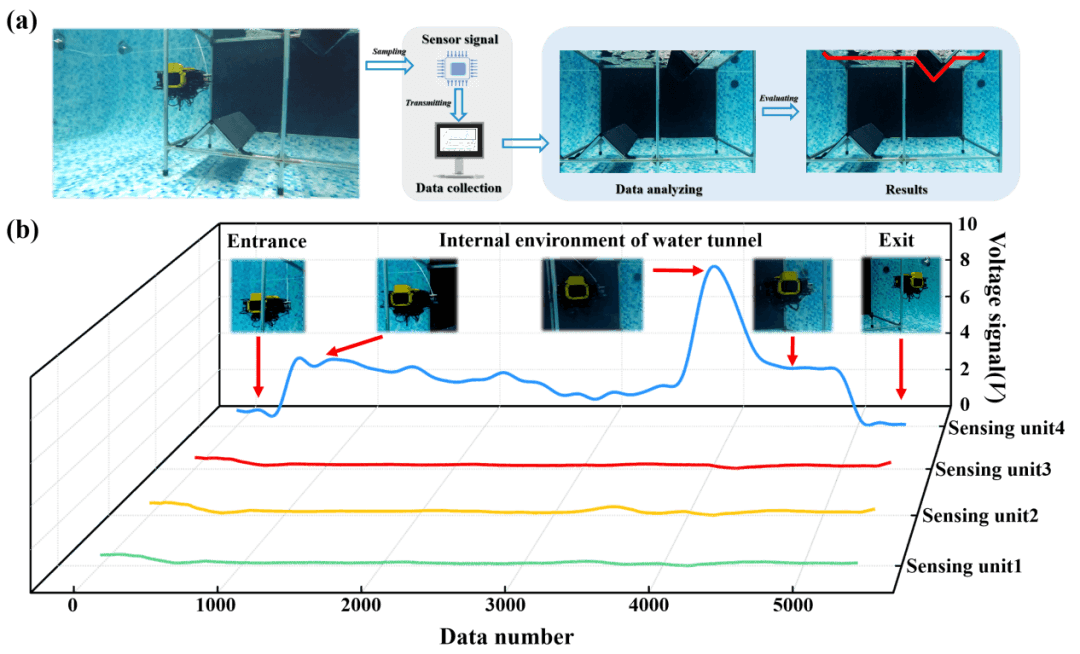 (a)
Sampling
Sensor signal
Transmitting
Data collection
Data analyzing
Evaluating
Results
(b)
Entrance
Internal environment of water tunnel
Exit
10
8
6
4
2
0
Voltage signal(V)
Sensing unit4
Sensing unit3
Sensing unit2
Sensing unit1
0
1000
2000
3000
4000
5000
Data number